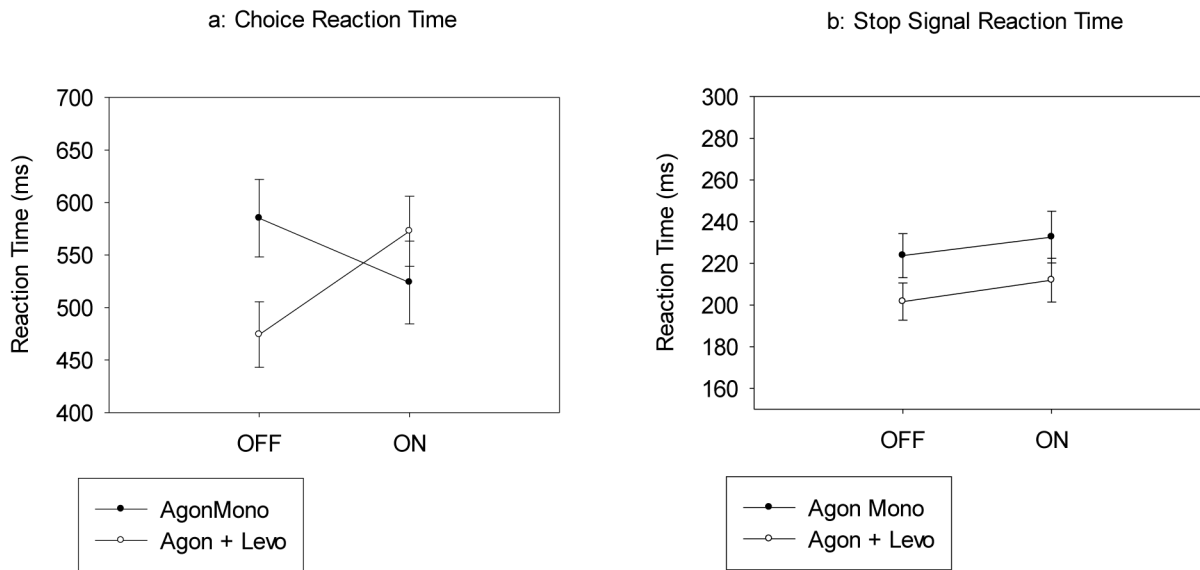 a: Choice Reaction Time
Reaction Time (ms)
700
650
600
550
500
450
400
OFF
ON
AgonMono
Agon + Levo
b: Stop Signal Reaction Time
Reaction Time (ms)
300
280
260
240
220
200
180
160
OFF
ON
Agon Mono
Agon + Levo